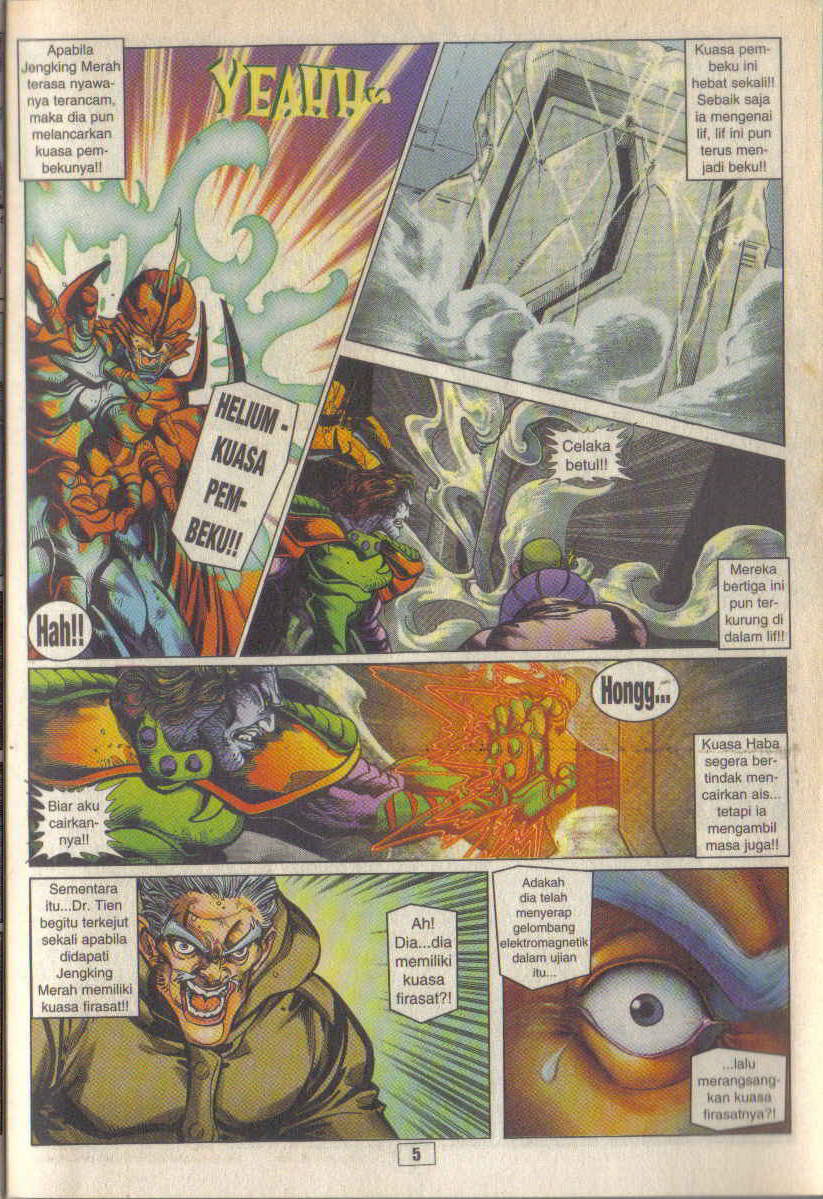 Apabila
Jengking Merah
terasa nyawa-
nya terancam,
maka dia pun
melancarkan
kuasa pem-
bekunya!!
YEAHH~
HELIUM -
KUASA
PEM-
BEKU!!
Hah!!
Kuasa pem-
beku ini
hebat sekali!!
Sebaik saja
ia mengenai
lif, lif ini pun
terus men-
jadi beku!!
Celaka
betul!!
Mereka
bertiga ini
pun ter-
kurung di
dalam lif!!
Biar aku
cairkan-
nya!!
Hongg...
Kuasa Haba
segera ber-
tindak men-
cairkan ais...
tetapi ia
mengambil
masa juga!!
Sementara
itu...Dr. Tien
begitu terkejut
sekali apabila
didapati
Jengking
Merah memiliki
kuasa firasat!!
Ah!
Dia...dia
memiliki
kuasa
firasat?!
Adakah
dia telah
menyerap
gelombang
elektromagnetik
dalam ujian
itu...
...lalu
merangsang-
kan kuasa
firasatnya?!
5